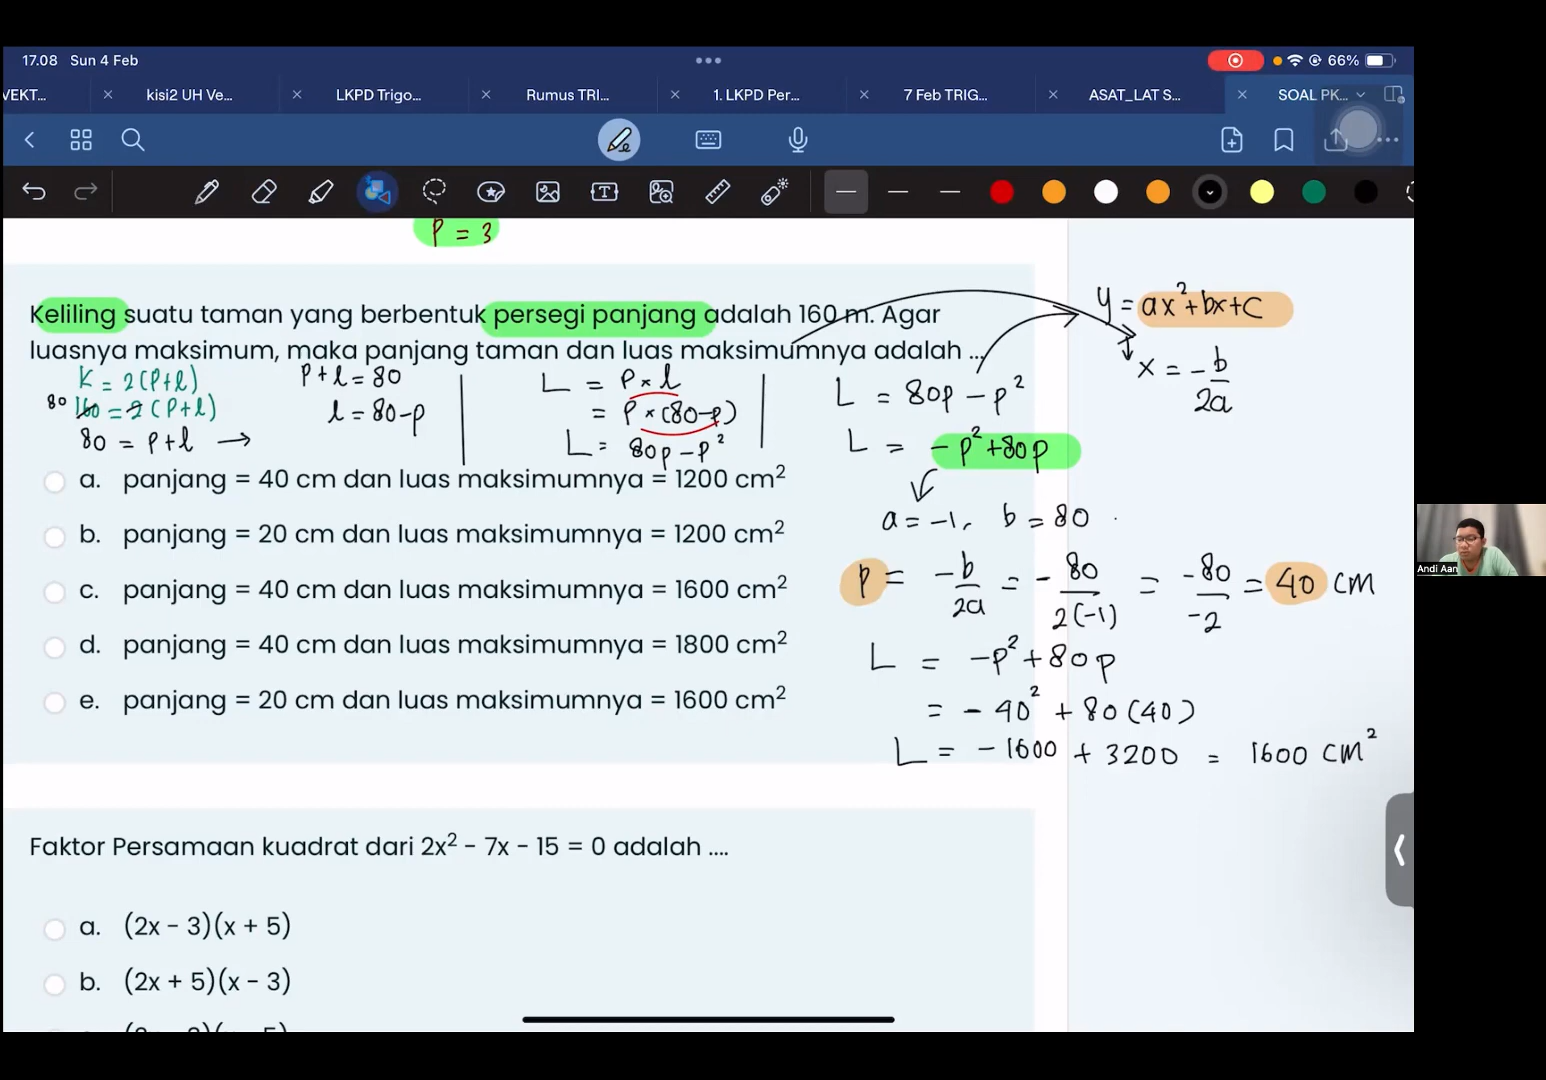 17.08 Sun 4 Feb
66%
VEKT... kisi2 UH Ve... LKPD Trigo... Rumus TRI... 1. LKPD Per... 7 Feb TRIG... ASAT_LAT S... SOAL PK...
P = 3
Keliling suatu taman yang berbentuk persegi panjang adalah 160 m. Agar
luasnya maksimum, maka panjang taman dan luas maksimumnya adalah ...
K = 2(P+l)
80 160 = 2 (P+l)
80 = P+l →
P+l = 80
l = 80-p
L = P × l
= P × (80-p)
L = 80p - p²
y = ax²+bx+c
x = -b/2a
L = 80p - p²
L = -p²+80p
a = -1, b = 80
P = -b/2a = - 80/2(-1) = -80/-2 = 40 cm
L = -p² + 80p
= - 40² + 80(40)
L = - 1600 + 3200 = 1600 cm²
a. panjang = 40 cm dan luas maksimumnya = 1200 cm²
b. panjang = 20 cm dan luas maksimumnya = 1200 cm²
c. panjang = 40 cm dan luas maksimumnya = 1600 cm²
d. panjang = 40 cm dan luas maksimumnya = 1800 cm²
e. panjang = 20 cm dan luas maksimumnya = 1600 cm²
Andi Aan
Faktor Persamaan kuadrat dari 2x² - 7x - 15 = 0 adalah ....
a. (2x - 3)(x + 5)
b. (2x + 5)(x - 3)